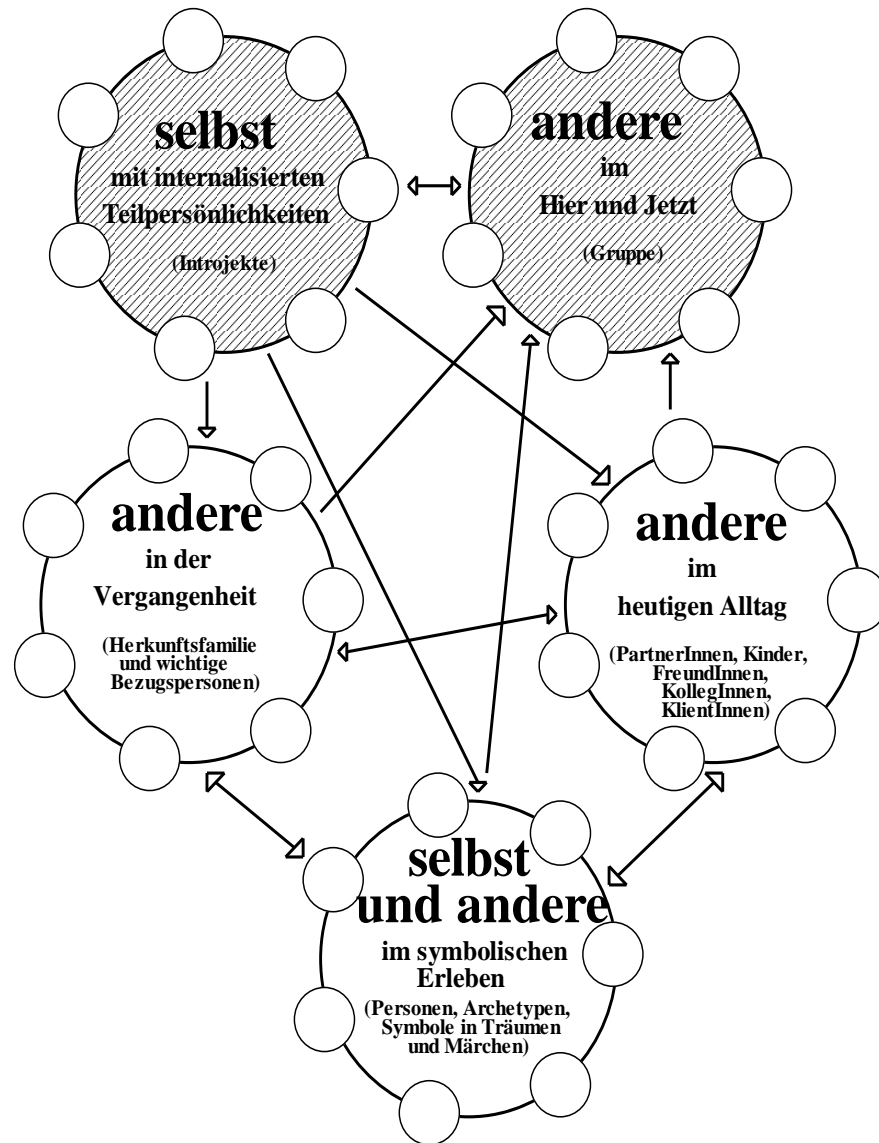 selbst
mit internalisierten
Teilpersönlichkeiten
(Introjekte)
andere
im
Hier und Jetzt
(Gruppe)
andere
in der
Vergangenheit
(Herkunftsfamilie
und wichtige
Bezugspersonen)
andere
im
heutigen Alltag
(PartnerInnen, Kinder,
FreundInnen,
KollegInnen,
KlientInnen)
selbst
und andere
im symbolischen
Erleben
(Personen, Archetypen,
Symbole in Träumen
und Märchen)